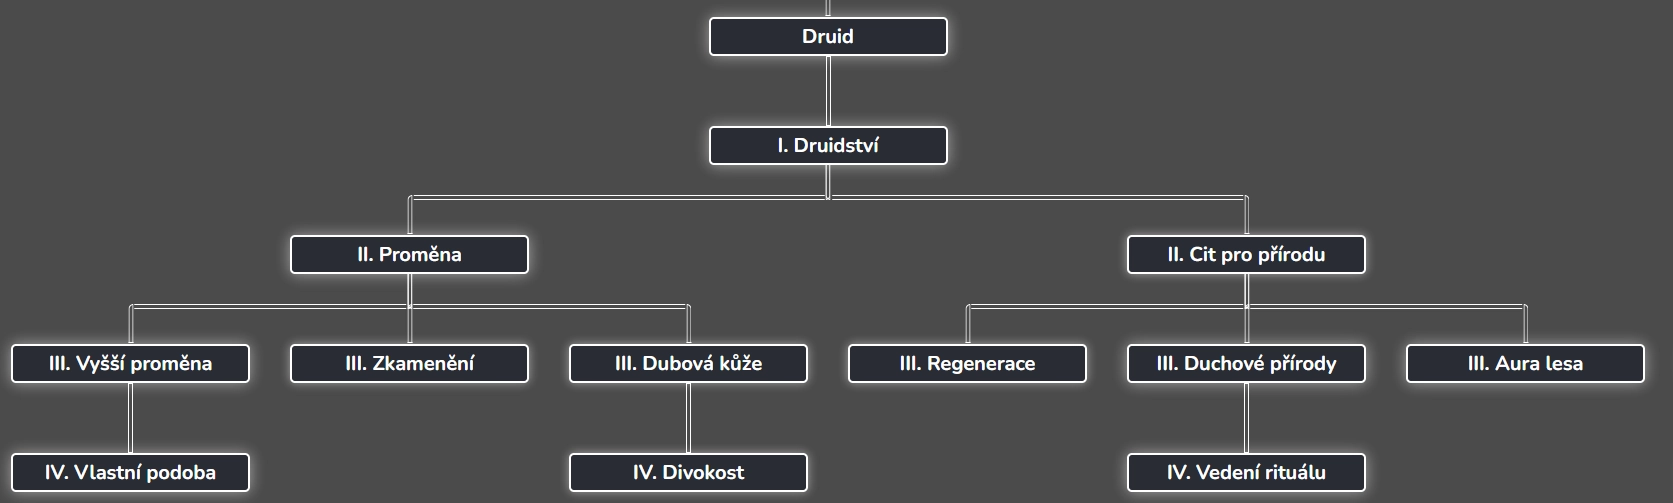 Druid
I. Druidství
II. Proměna
II. Cit pro přírodu
III. Vyšší proměna
III. Zkamenění
III. Dubová kůže
III. Regenerace
III. Duchové přírody
III. Aura lesa
IV. Vlastní podoba
IV. Divokost
IV. Vedení rituálu